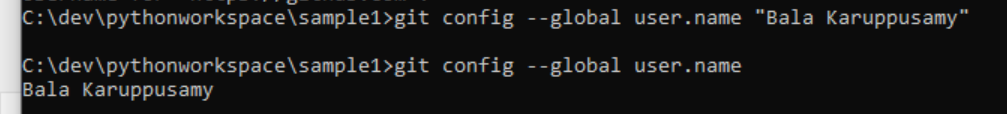 C:\dev\pythonworkspace\sample1>git config --global user.name "Bala Karuppusamy"
C:\dev\pythonworkspace\sample1>git config --global user.name
Bala Karuppusamy